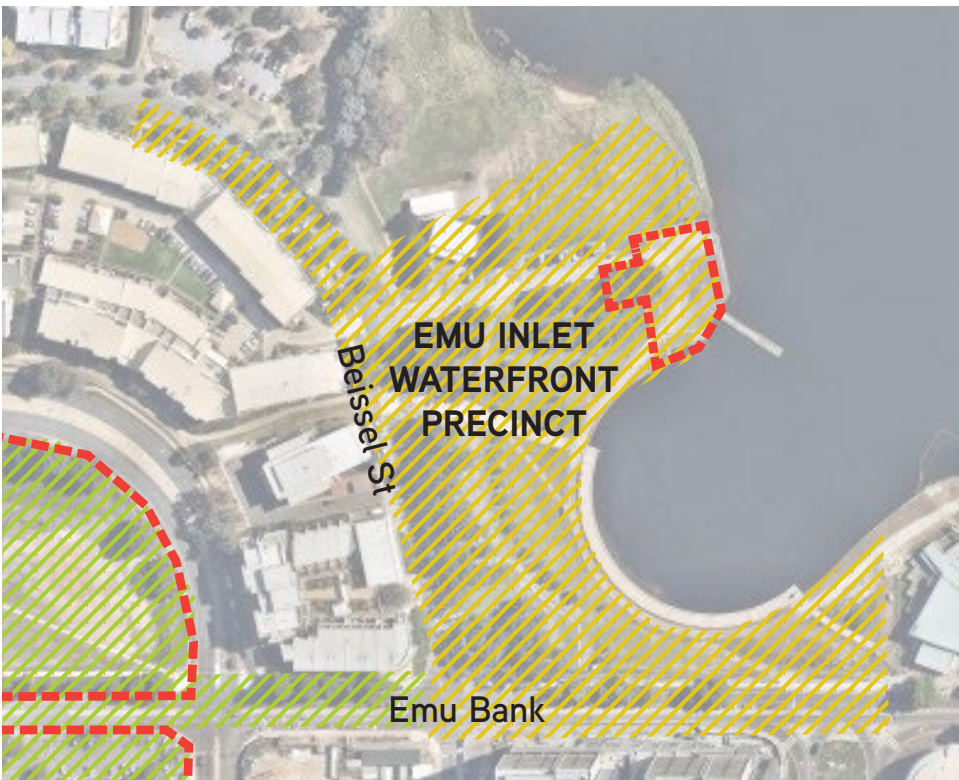 EMU INLET
WATERFRONT
PRECINCT
Beissel St
Emu Bank